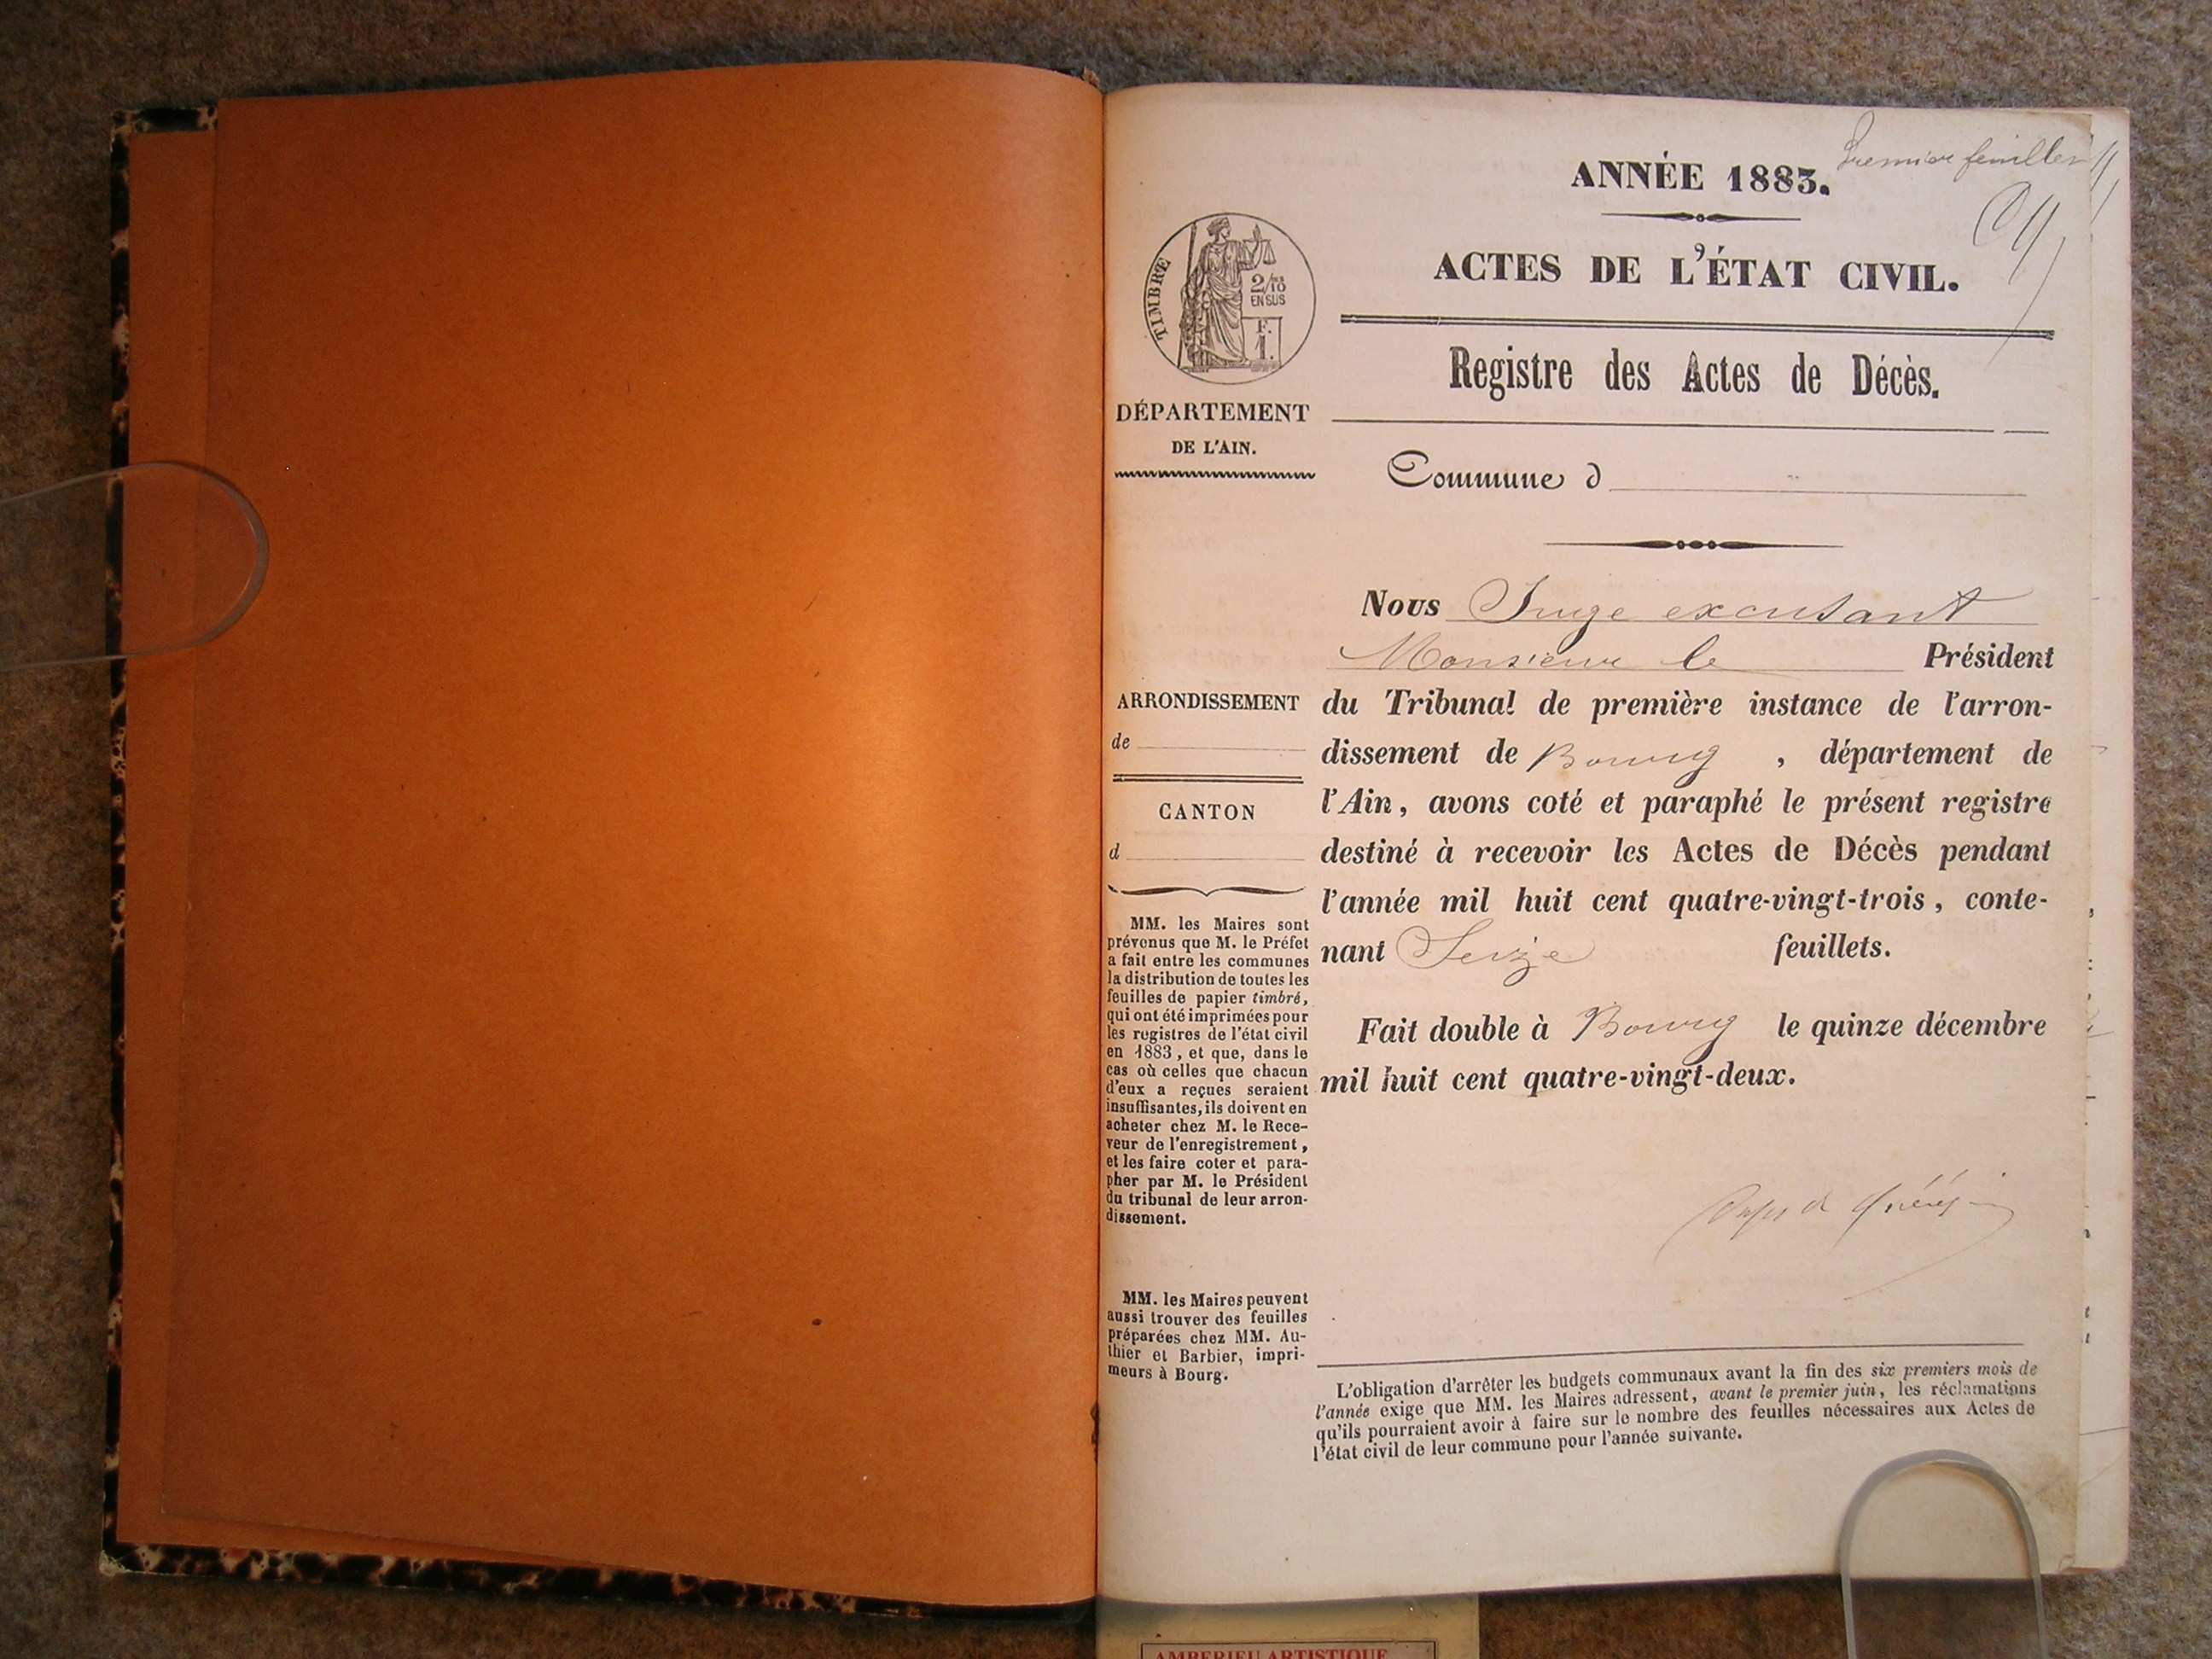 Premier feuillet
ANNÉE 1883.
ACTES DE L'ÉTAT CIVIL.
TIMBRE
2/10
EN SUS
F.
1.
DÉPARTEMENT
DE L'AIN.
Registre des Actes de Décès.
Commune d
Nous Juge excusant
Monsieur le Président
du Tribunal de première instance de l'arron-
dissement de Bourg , département de
l'Ain, avons coté et paraphé le présent registre
destiné à recevoir les Actes de Décès pendant
l'année mil huit cent quatre-vingt-trois, conte-
nant Seize feuillets.
Fait double à Bourg le quinze décembre
mil huit cent quatre-vingt-deux.
ARRONDISSEMENT
de
CANTON
d
MM. les Maires sont
prévenus que M. le Préfet
a fait entre les communes
la distribution de toutes les
feuilles de papier timbré,
qui ont été imprimées pour
les registres de l'état civil
en 1883, et que, dans le
cas où celles que chacun
d'eux a reçues seraient
insuffisantes, ils doivent en
acheter chez M. le Rece-
veur de l'enregistrement,
et les faire coter et para-
pher par M. le Président
du tribunal de leur arron-
dissement.
MM. les Maires peuvent
aussi trouver des feuilles
préparées chez MM. Au-
thier et Barbier, impri-
meurs à Bourg.
L'obligation d'arrêter les budgets communaux avant la fin des six premiers mois de
l'année exige que MM. les Maires adressent, avant le premier juin, les réclamations
qu'ils pourraient avoir à faire sur le nombre des feuilles nécessaires aux Actes de
l'état civil de leur commune pour l'année suivante.
AMBERIEU ARTISTIQUE